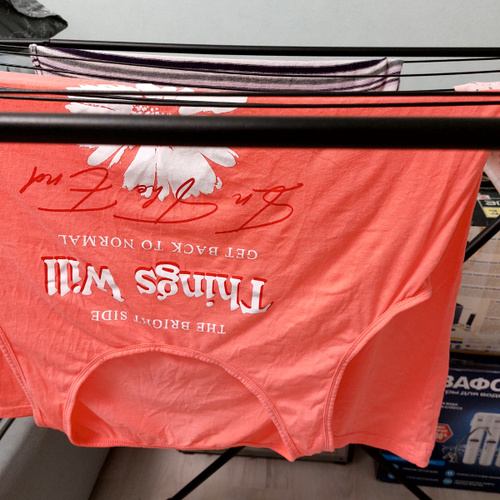 THE BRIGHT SIDE
Things Will
GET BACK TO NORMAL
In The End